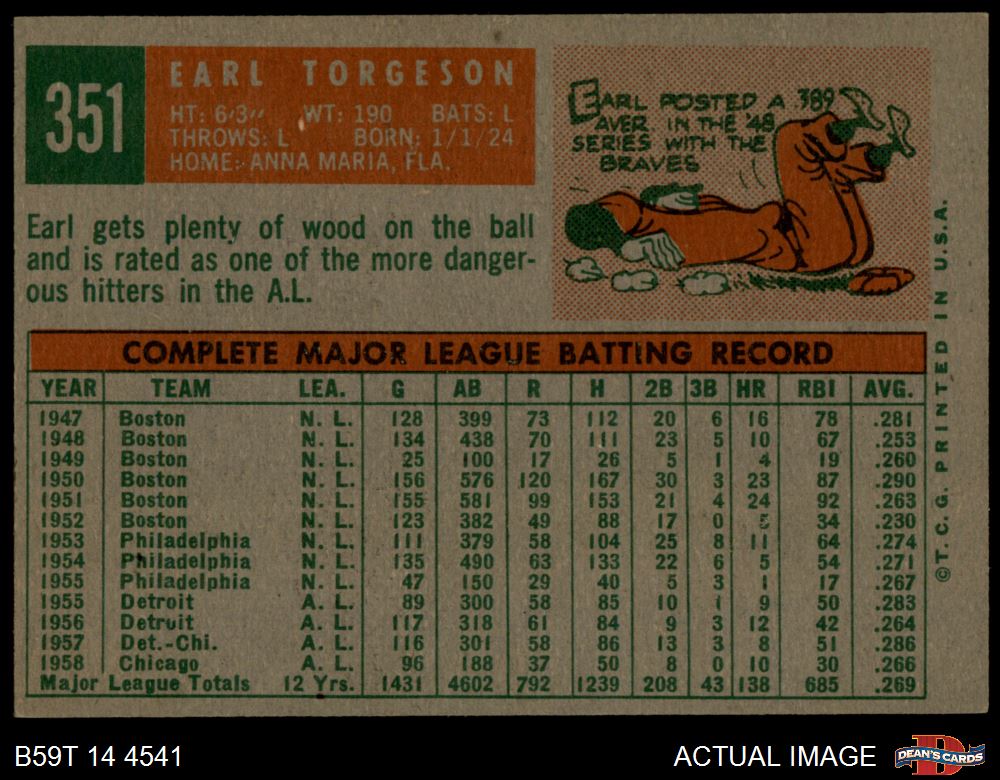 351
EARL TORGESON
HT: 6'3" WT: 190 BATS: L
THROWS: L BORN: 1/1/24
HOME: ANNA MARIA, FLA.
EARL POSTED A .389
AVER IN THE '48
SERIES WITH THE
BRAVES
Earl gets plenty of wood on the ball
and is rated as one of the more danger-
ous hitters in the A.L.
COMPLETE MAJOR LEAGUE BATTING RECORD
YEAR TEAM LEA. G AB R H 2B 3B HR RBI AVG.
1947 Boston N. L. 128 399 73 112 20 6 16 78 .281
1948 Boston N. L. 134 438 70 111 23 5 10 67 .253
1949 Boston N. L. 25 100 17 26 5 1 4 19 .260
1950 Boston N. L. 156 576 120 167 30 3 23 87 .290
1951 Boston N. L. 155 581 99 153 21 4 24 92 .263
1952 Boston N. L. 123 382 49 88 17 0 5 34 .230
1953 Philadelphia N. L. 111 379 58 104 25 8 11 64 .274
1954 Philadelphia N. L. 135 490 63 133 22 6 5 54 .271
1955 Philadelphia N. L. 47 150 29 40 5 3 1 17 .267
1955 Detroit A. L. 89 300 58 85 10 1 9 50 .283
1956 Detroit A. L. 117 318 61 84 9 3 12 42 .264
1957 Det.-Chi. A. L. 116 301 58 86 13 3 8 51 .286
1958 Chicago A. L. 96 188 37 50 8 0 10 30 .266
Major League Totals 12 Yrs. 1431 4602 792 1239 208 43 138 685 .269
©T.C.G. PRINTED IN U.S.A.
B59T 14 4541
ACTUAL IMAGE
DEAN'S CARDS